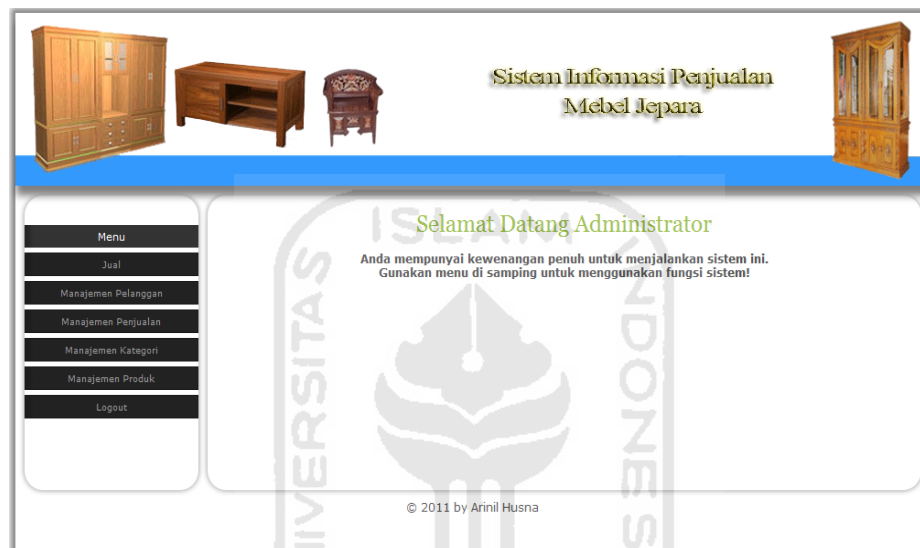 Sistem Informasi Penjualan
Mebel Jepara
Menu
Jual
Manajemen Pelanggan
Manajemen Penjualan
Manajemen Kategori
Manajemen Produk
Logout
Selamat Datang Administrator
Anda mempunyai kewenangan penuh untuk menjalankan sistem ini.
Gunakan menu di samping untuk menggunakan fungsi sistem!
© 2011 by Arinil Husna
ISLAM